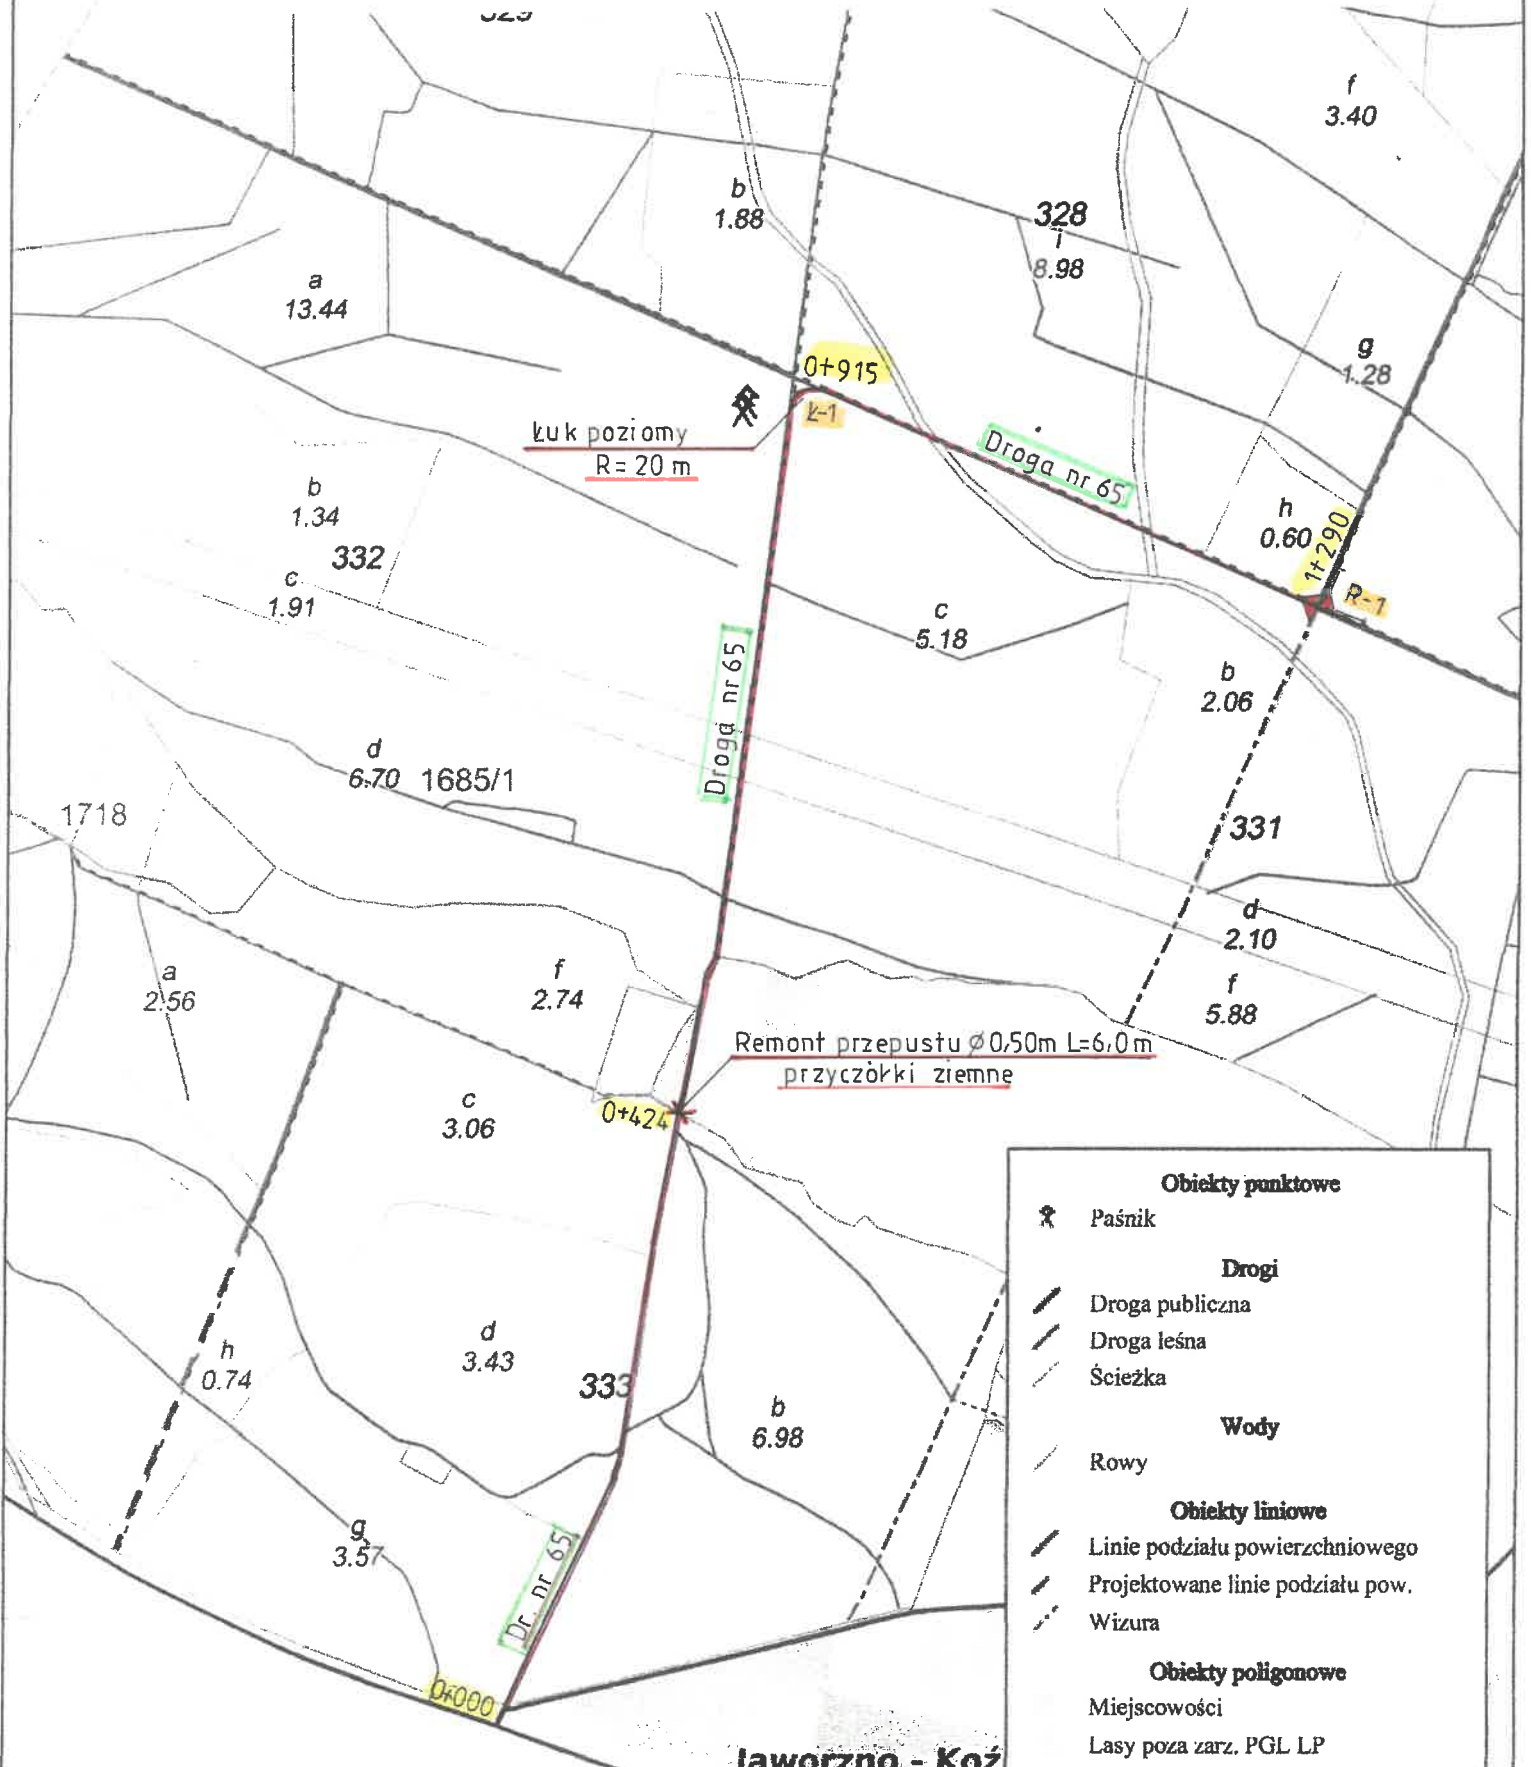 329
f
3.40
b
1.88
328
i
8.98
a
13.44
g
1.28
0+915
Ł-1
Łuk poziomy
R= 20 m
Droga nr 65
b
1.34
332
h
0.60
1+290
R-1
c
1.91
c
5.18
Droga nr 65
b
2.06
d
6.70
1685/1
1718
331
d
2.10
a
2.56
f
2.74
f
5.88
Remont przepustu Ø 0,50m L=6,0m
przyczółki ziemne
0+424
c
3.06
d
3.43
333
h
0.74
b
6.98
g
3.57
Dr. nr 65
0+000
Jaworzno - Koź
Obiekty punktowe
Paśnik
Drogi
Droga publiczna
Droga leśna
Ścieżka
Wody
Rowy
Obiekty liniowe
Linie podziału powierzchniowego
Projektowane linie podziału pow.
Wizura
Obiekty poligonowe
Miejscowości
Lasy poza zarz. PGL LP